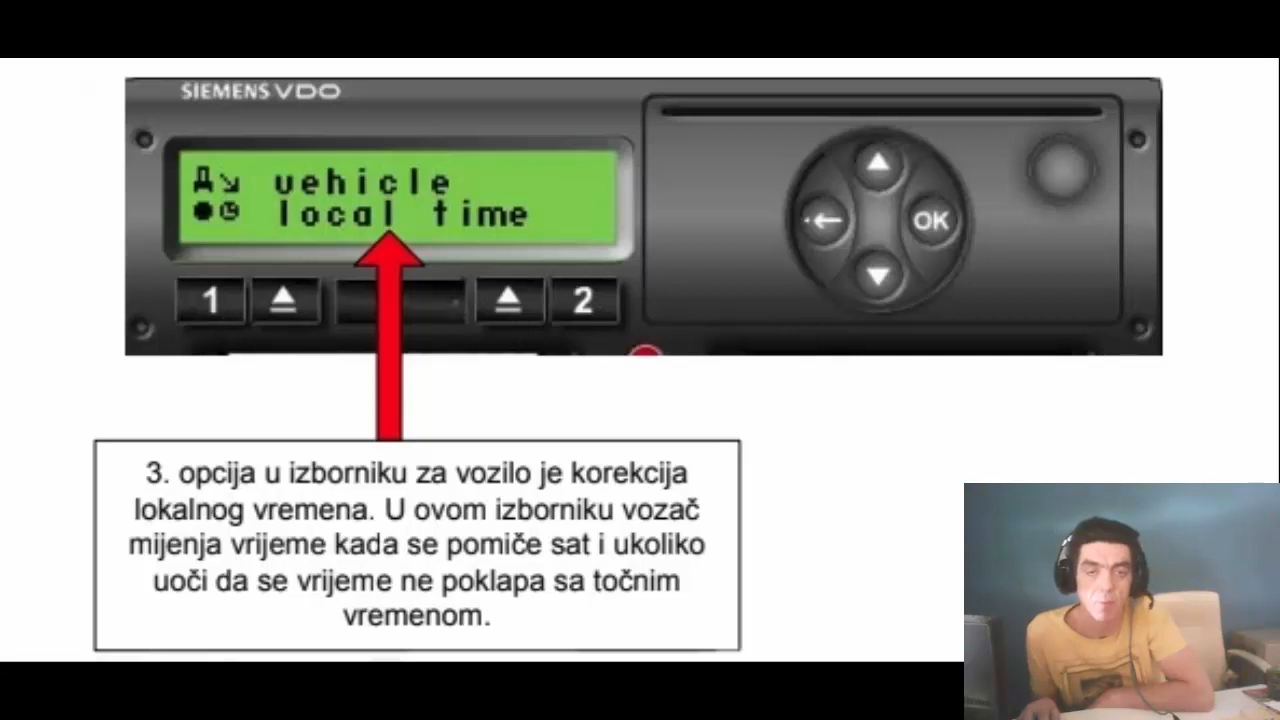 SIEMENS VDO
vehicle
local time
1
2
OK
3. opcija u izborniku za vozilo je korekcija
lokalnog vremena. U ovom izborniku vozač
mijenja vrijeme kada se pomiče sat i ukoliko
uoči da se vrijeme ne poklapa sa točnim
vremenom.